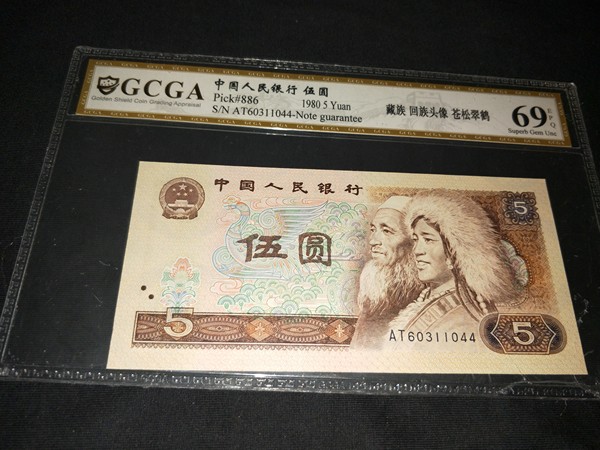 GCGA
Golden Shield Coin Grading Appraisal
中国人民银行 伍圆
Pick#886 1980 5 Yuan
S/N AT60311044-Note guarantee
藏族 回族头像 苍松翠鹤
69
EPQ
Superb Gem Unc
中国人民银行
5
伍圆
AT60311044
5
5